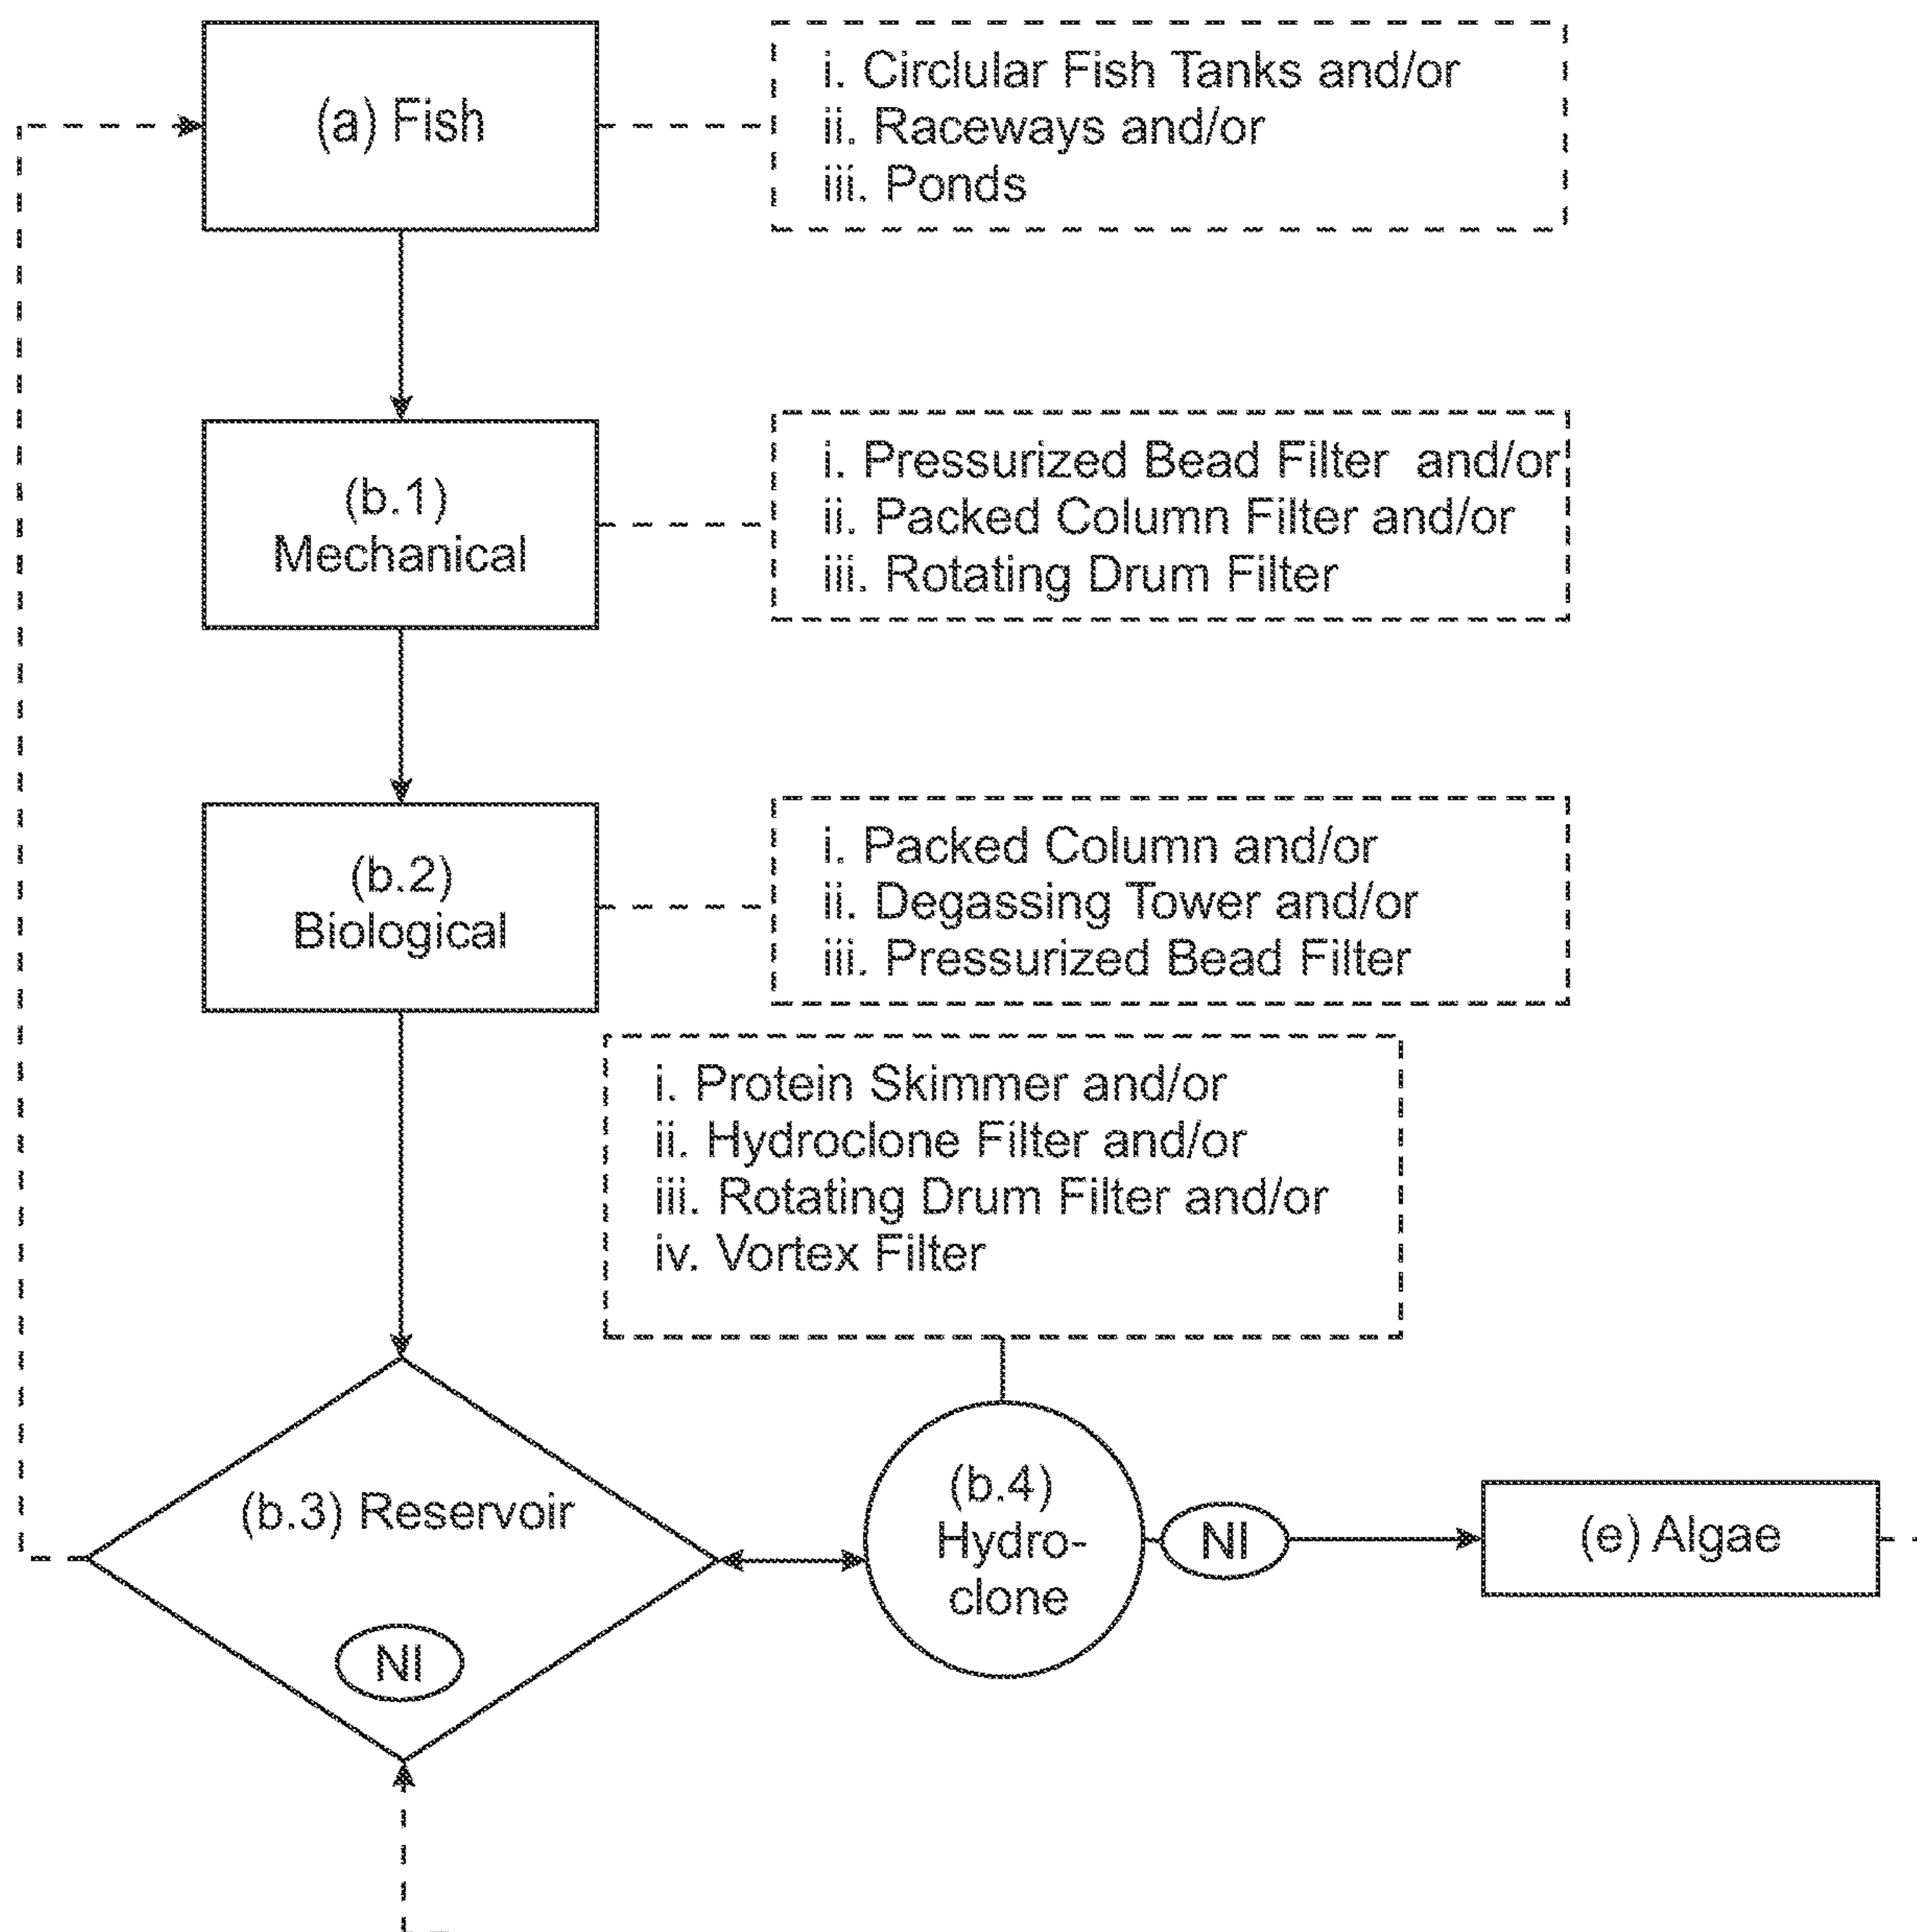 (a) Fish
i. Circlular Fish Tanks and/or
ii. Raceways and/or
iii. Ponds
(b.1)
Mechanical
i. Pressurized Bead Filter and/or
ii. Packed Column Filter and/or
iii. Rotating Drum Filter
(b.2)
Biological
i. Packed Column and/or
ii. Degassing Tower and/or
iii. Pressurized Bead Filter
i. Protein Skimmer and/or
ii. Hydroclone Filter and/or
iii. Rotating Drum Filter and/or
iv. Vortex Filter
(b.3) Reservoir
NI
(b.4)
Hydro-
clone
NI
(e) Algae